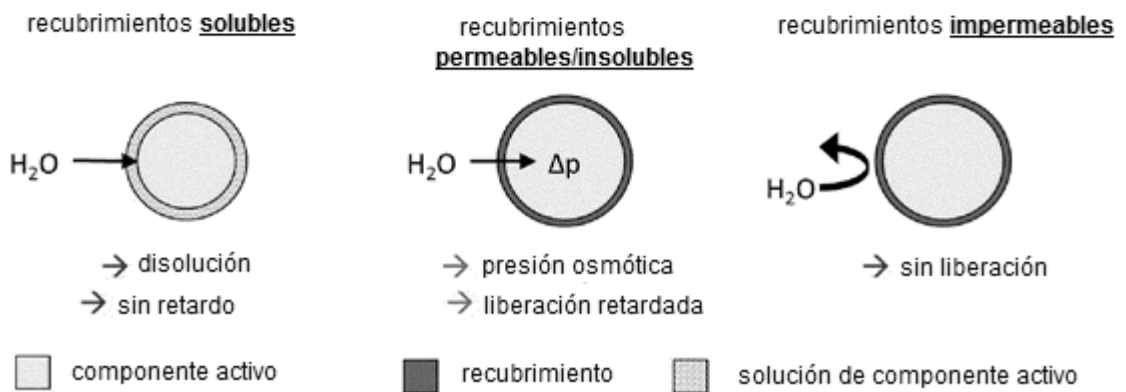 recubrimientos solubles
recubrimientos
permeables/insolubles
recubrimientos impermeables
H₂O
H₂O
Δp
H₂O
→ disolución
→ sin retardo
→ presión osmótica
→ liberación retardada
→ sin liberación
componente activo
recubrimiento
solución de componente activo